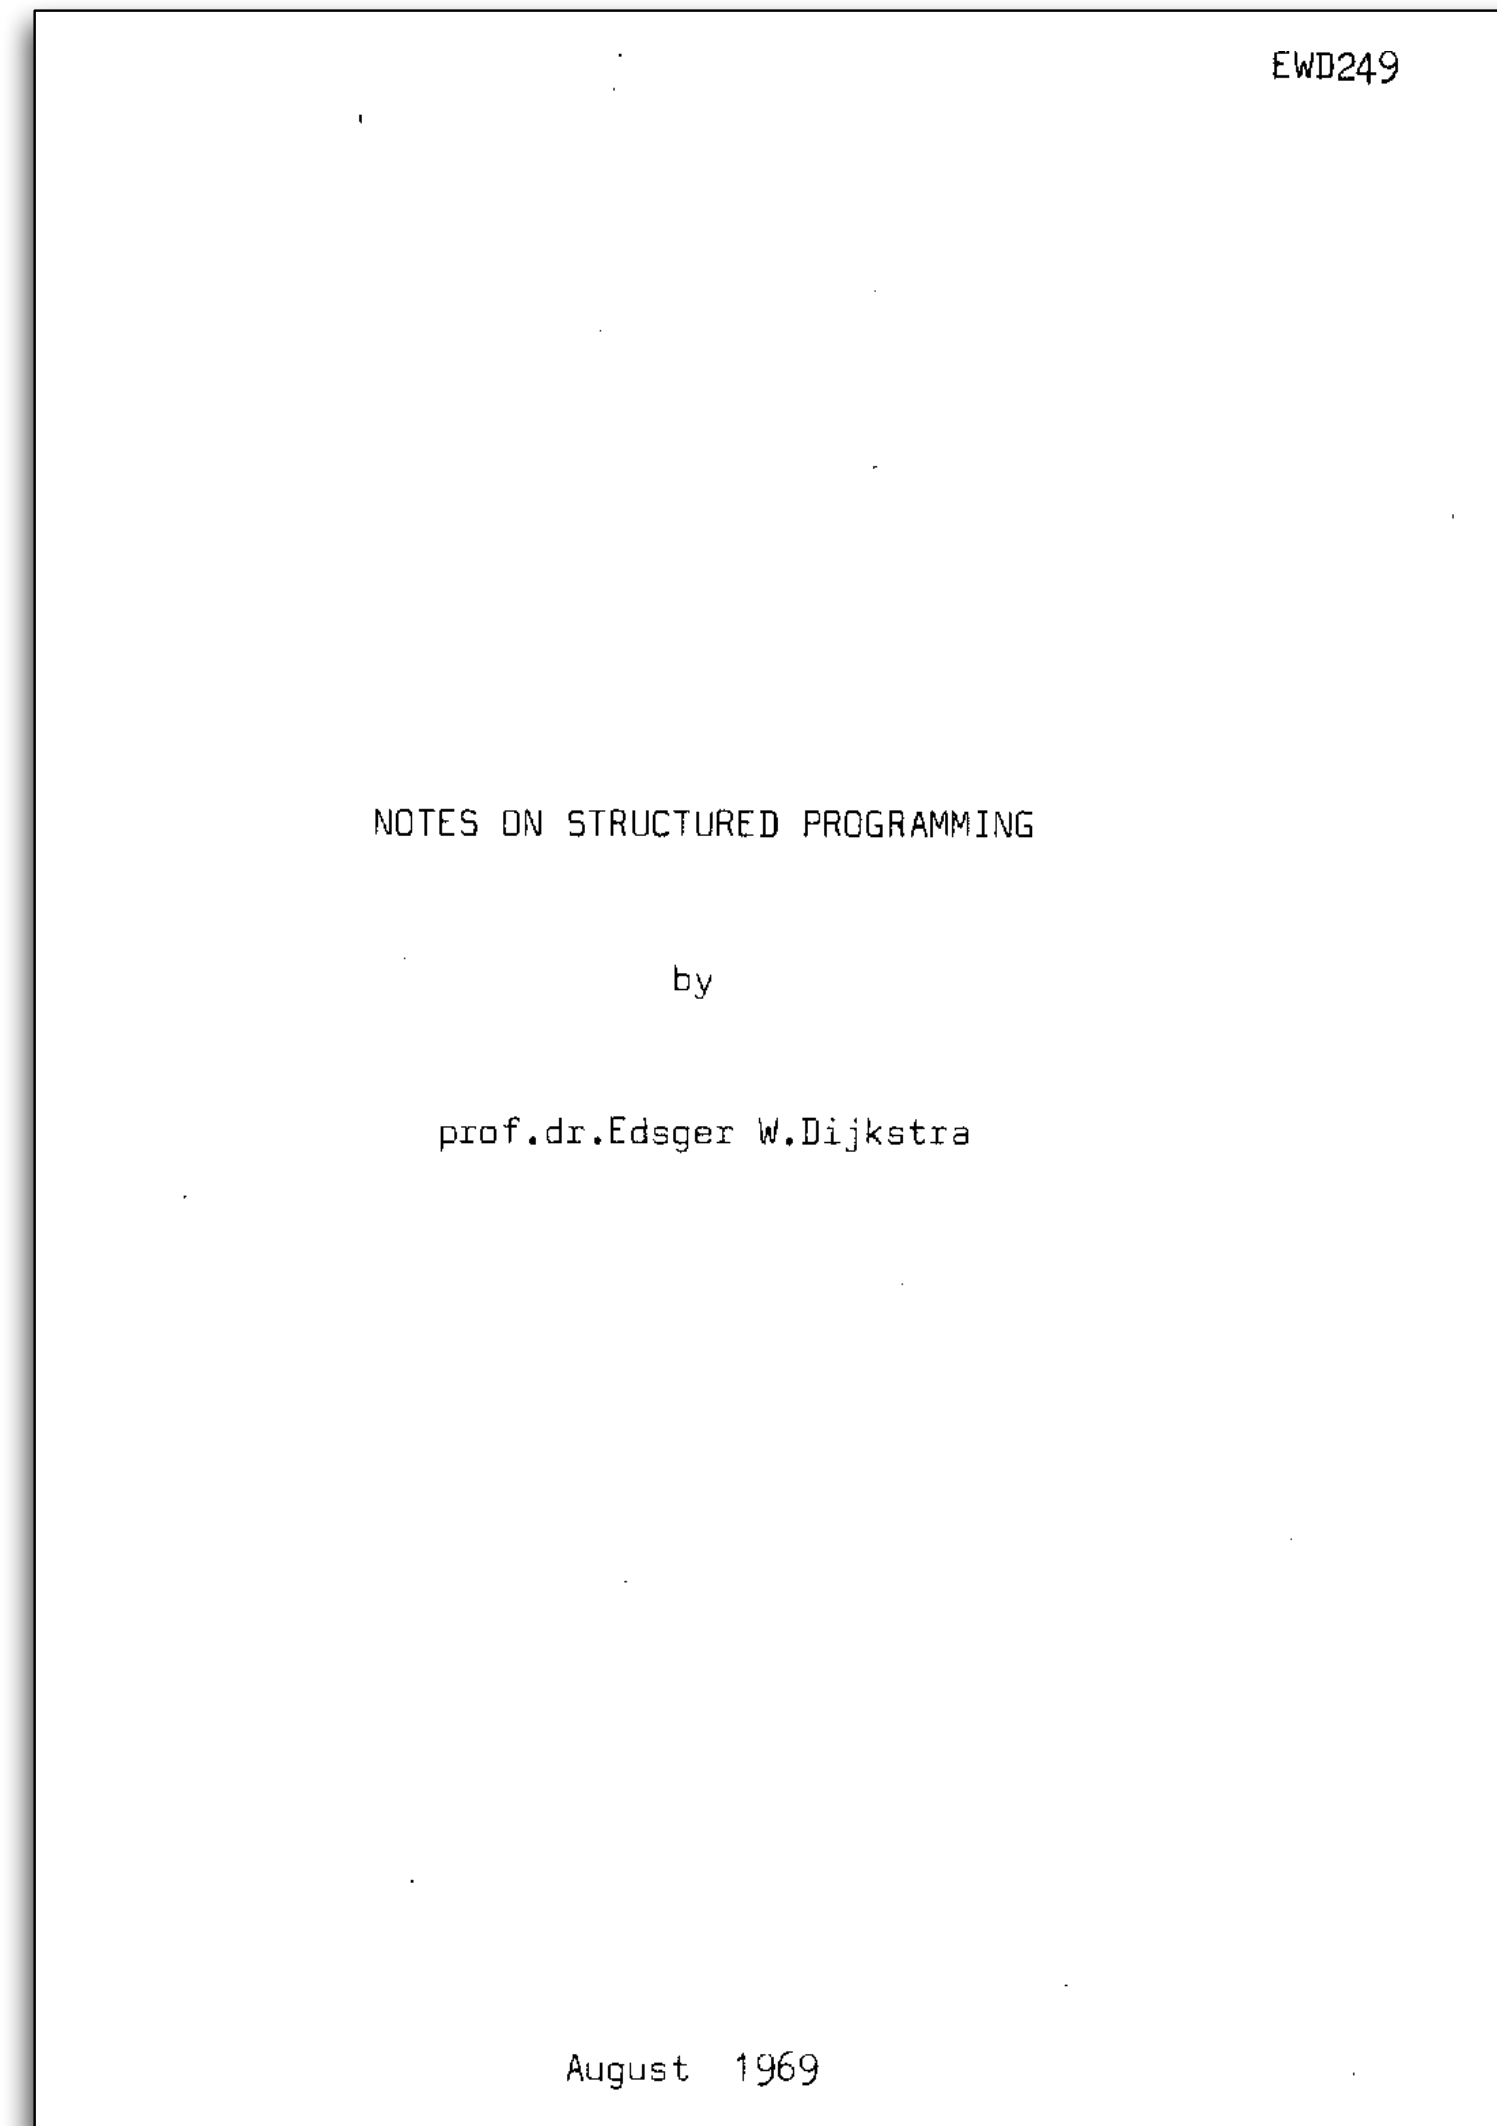 EWD249
NOTES ON STRUCTURED PROGRAMMING
by
prof.dr.Edsger W.Dijkstra
August 1969